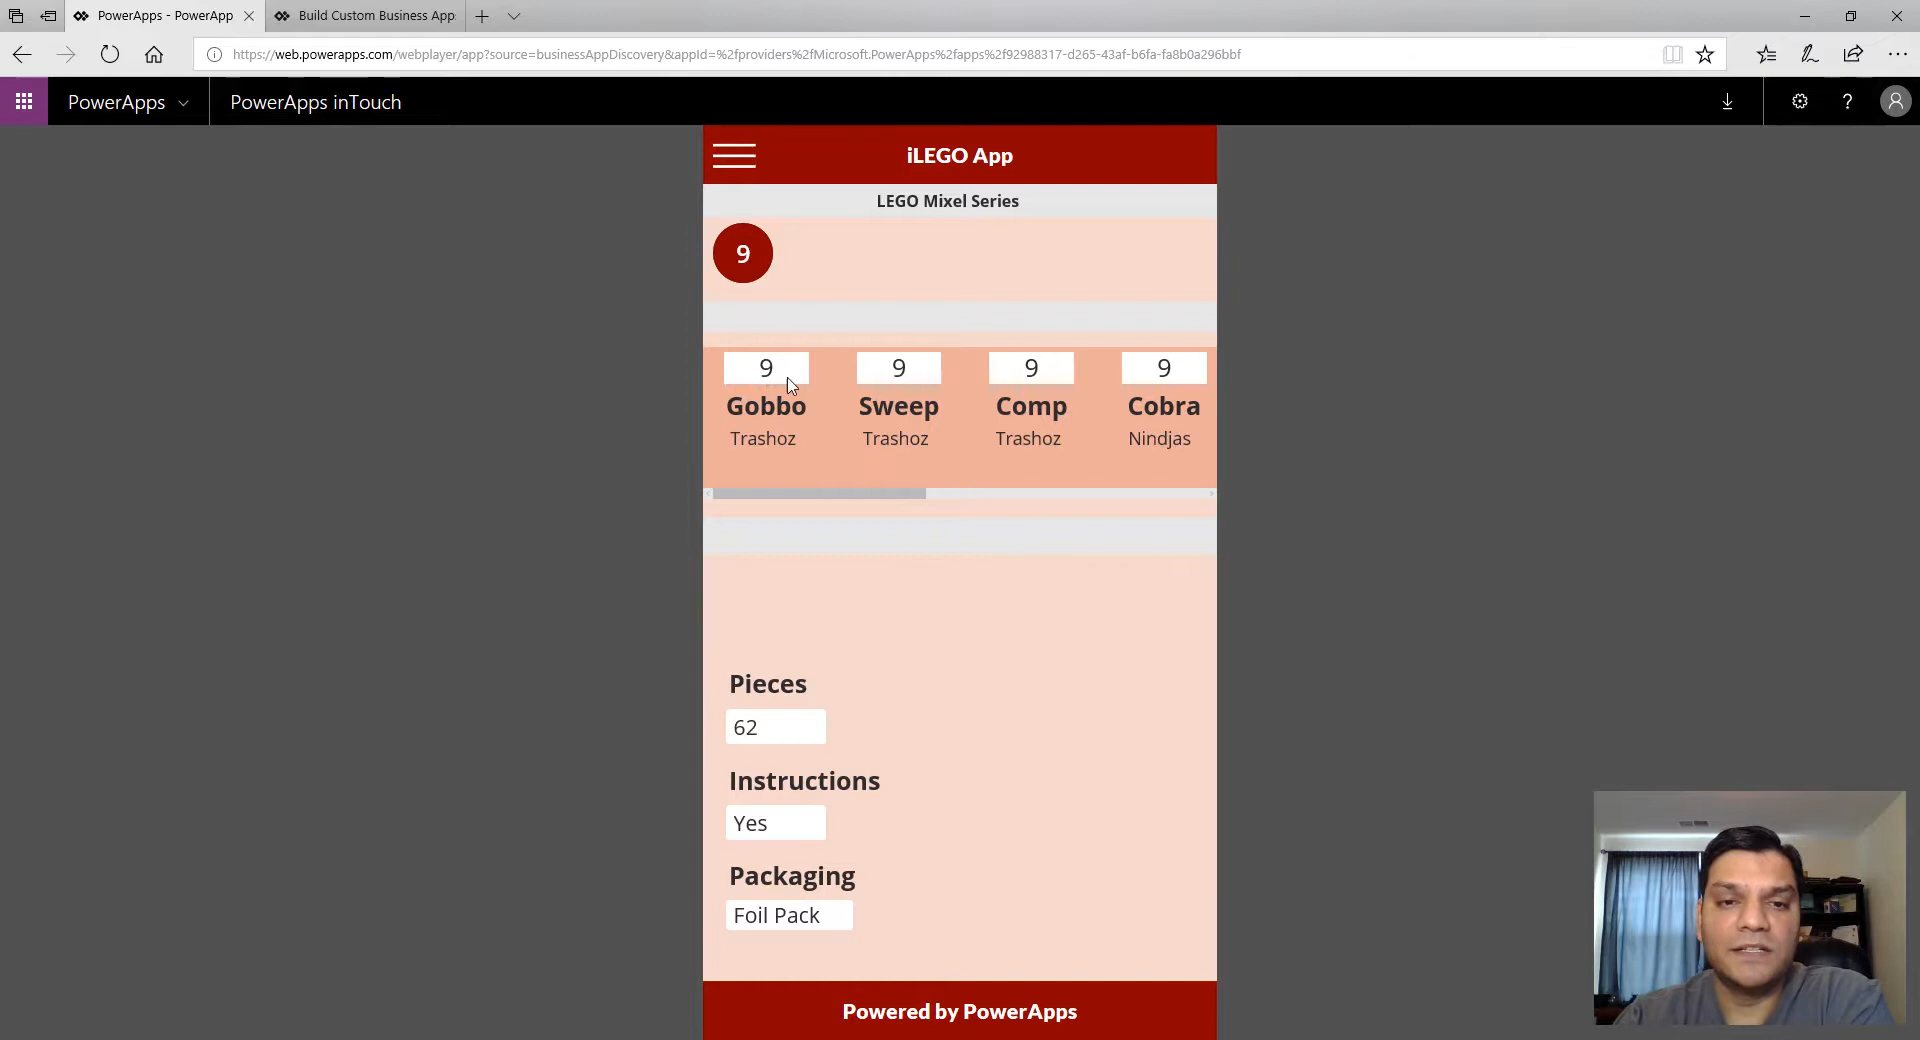 PowerApps - PowerApp
Build Custom Business App
https://web.powerapps.com/webplayer/app?source=businessAppDiscovery&appId=%2fproviders%2fMicrosoft.PowerApps%2fapps%2f92988317-d265-43af-b6fa-fa8b0a296bbf
PowerApps
PowerApps inTouch
?
iLEGO App
LEGO Mixel Series
9
9 9 9 9
Gobbo Sweep Comp Cobra
Trashoz Trashoz Trashoz Nindjas
Pieces
62
Instructions
Yes
Packaging
Foil Pack
Powered by PowerApps